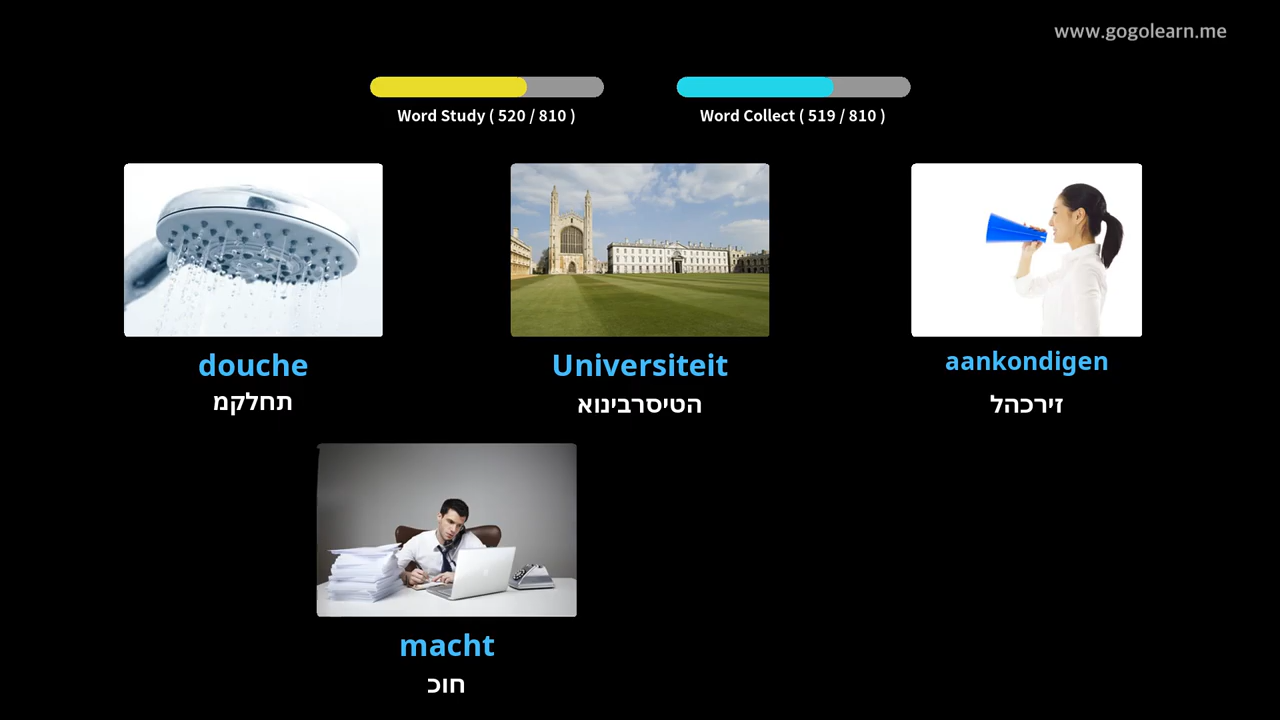 www.gogolearn.me
Word Study ( 520 / 810 )
Word Collect ( 519 / 810 )
douche
תחלקמ
Universiteit
הטיסרבינוא
aankondigen
זירכהל
macht
חוכ